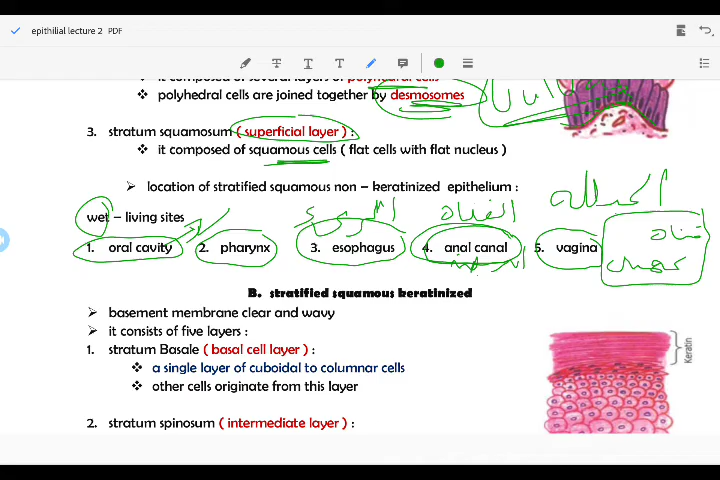 epithilial lecture 2 PDF
it composed of several layers of polyhedral cells
polyhedral cells are joined together by desmosomes
3. stratum squamosum ( superficial layer ) :
it composed of squamous cells ( flat cells with flat nucleus )
location of stratified squamous non – keratinized epithelium :
wet – living sites
المريء
القناة
1. oral cavity 2. pharynx 3. esophagus 4. anal canal 5. vagina
قناة
B. stratified squamous keratinized
basement membrane clear and wavy
it consists of five layers :
1. stratum Basale ( basal cell layer ) :
a single layer of cuboidal to columnar cells
other cells originate from this layer
Keratin
2. stratum spinosum ( intermediate layer ) :